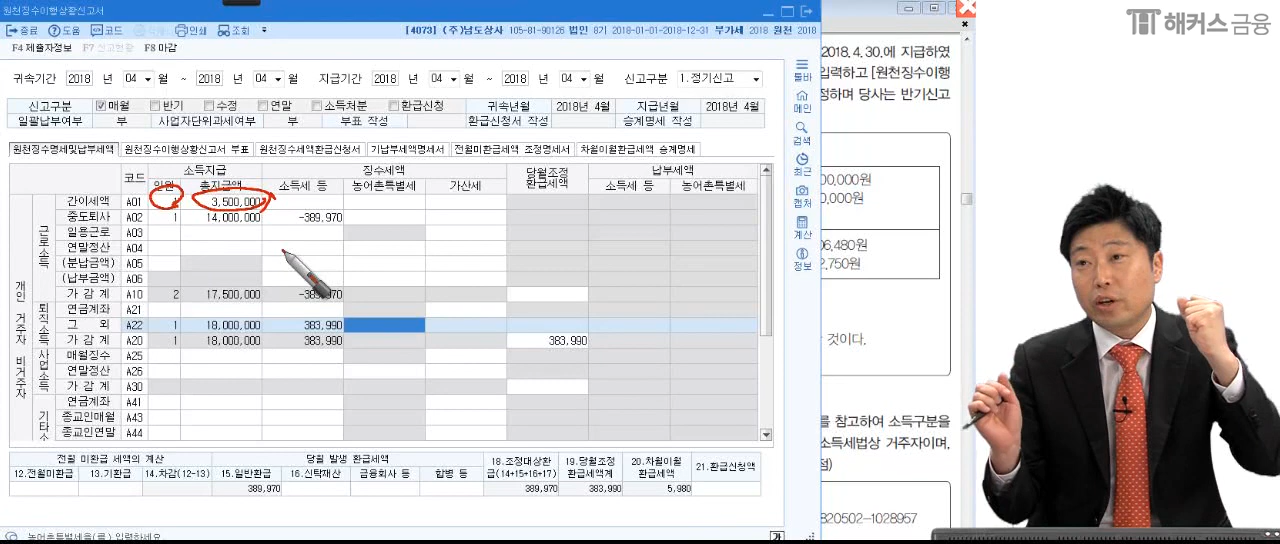 원천징수이행상황신고서
해커스 금융
종료 도움 코드 삭제 인쇄 조회
[4073] (주)남도상사 105-81-90126 법인 8기 2018-01-01~2018-12-31 부가세 2018 원천 2018
F4 제출자정보 F7 신고현황 F8 마감
귀속기간 2018 년 04 월 ~ 2018 년 04 월 지급기간 2018 년 04 월 ~ 2018 년 04 월 신고구분 1.정기신고
신고구분 매월 반기 수정 연말 소득처분 환급신청 귀속년월 2018년 4월 지급년월 2018년 4월
일괄납부여부 부 사업자단위과세여부 부 부표 작성 환급신청서 작성 승계명세 작성
원천징수명세및납부세액 원천징수이행상황신고서 부표 원천징수세액환급신청서 기납부세액명세서 전월미환급세액 조정명세서 차월이월환급세액 승계명세
코드 소득지급 징수세액 당월조정 환급세액 납부세액
인원 총지급액 소득세 등 농어촌특별세 가산세 소득세 등 농어촌특별세
개인 거주자 비거주자
근로소득
간이세액 A01 3,500,000
중도퇴사 A02 1 14,000,000 -389,970
일용근로 A03
연말정산 A04
(분납금액) A05
(납부금액) A06
가 감 계 A10 2 17,500,000 -389,970
퇴직소득
연금계좌 A21
그 외 A22 1 18,000,000 383,990
가 감 계 A20 1 18,000,000 383,990 383,990
사업소득
매월징수 A25
연말정산 A26
가 감 계 A30
기타소
연금계좌 A41
종교인매월 A43
종교인연말 A44
전월 미환급 세액의 계산 당월 발생 환급세액 18.조정대상환급(14+15+16+17) 19.당월조정 환급세액계 20.차월이월 환급세액 21.환급신청액
12.전월미환급 13.기환급 14.차감(12-13) 15.일반환급 16.신탁재산 금융회사 등 합병 등
389,970 389,970 383,990 5,980
농어촌특별세을(를) 입력하세요.
가
툴바
메인
검색
최근
캡처
계산
정보
2018. 4. 30.에 지급하였
입력하고 [원천징수이행
정하며 당사는 반기신고
00,000원
0,000원
06,480원
2,750원
것이다.
를 참고하여 소득구분을
소득세법상 거주자이며,
점)
820502-1028957